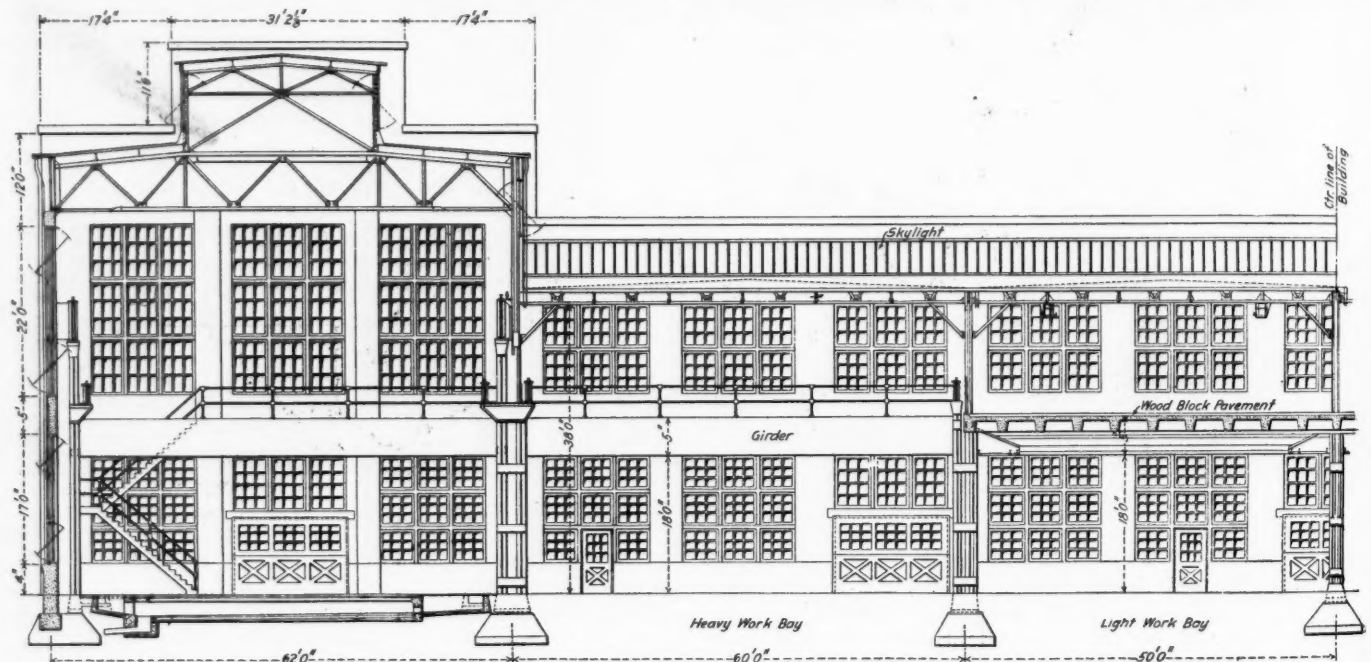 17'4"
31'2⅛"
17'4"
11'6"
Ctr. line of
Building
12'0"
Skylight
22'0"
5'
Wood Block Pavement
Girder
38'0"
5'
17'0"
18'0"
18'0"
4'
Heavy Work Bay
Light Work Bay
62'0"
60'0"
50'0"